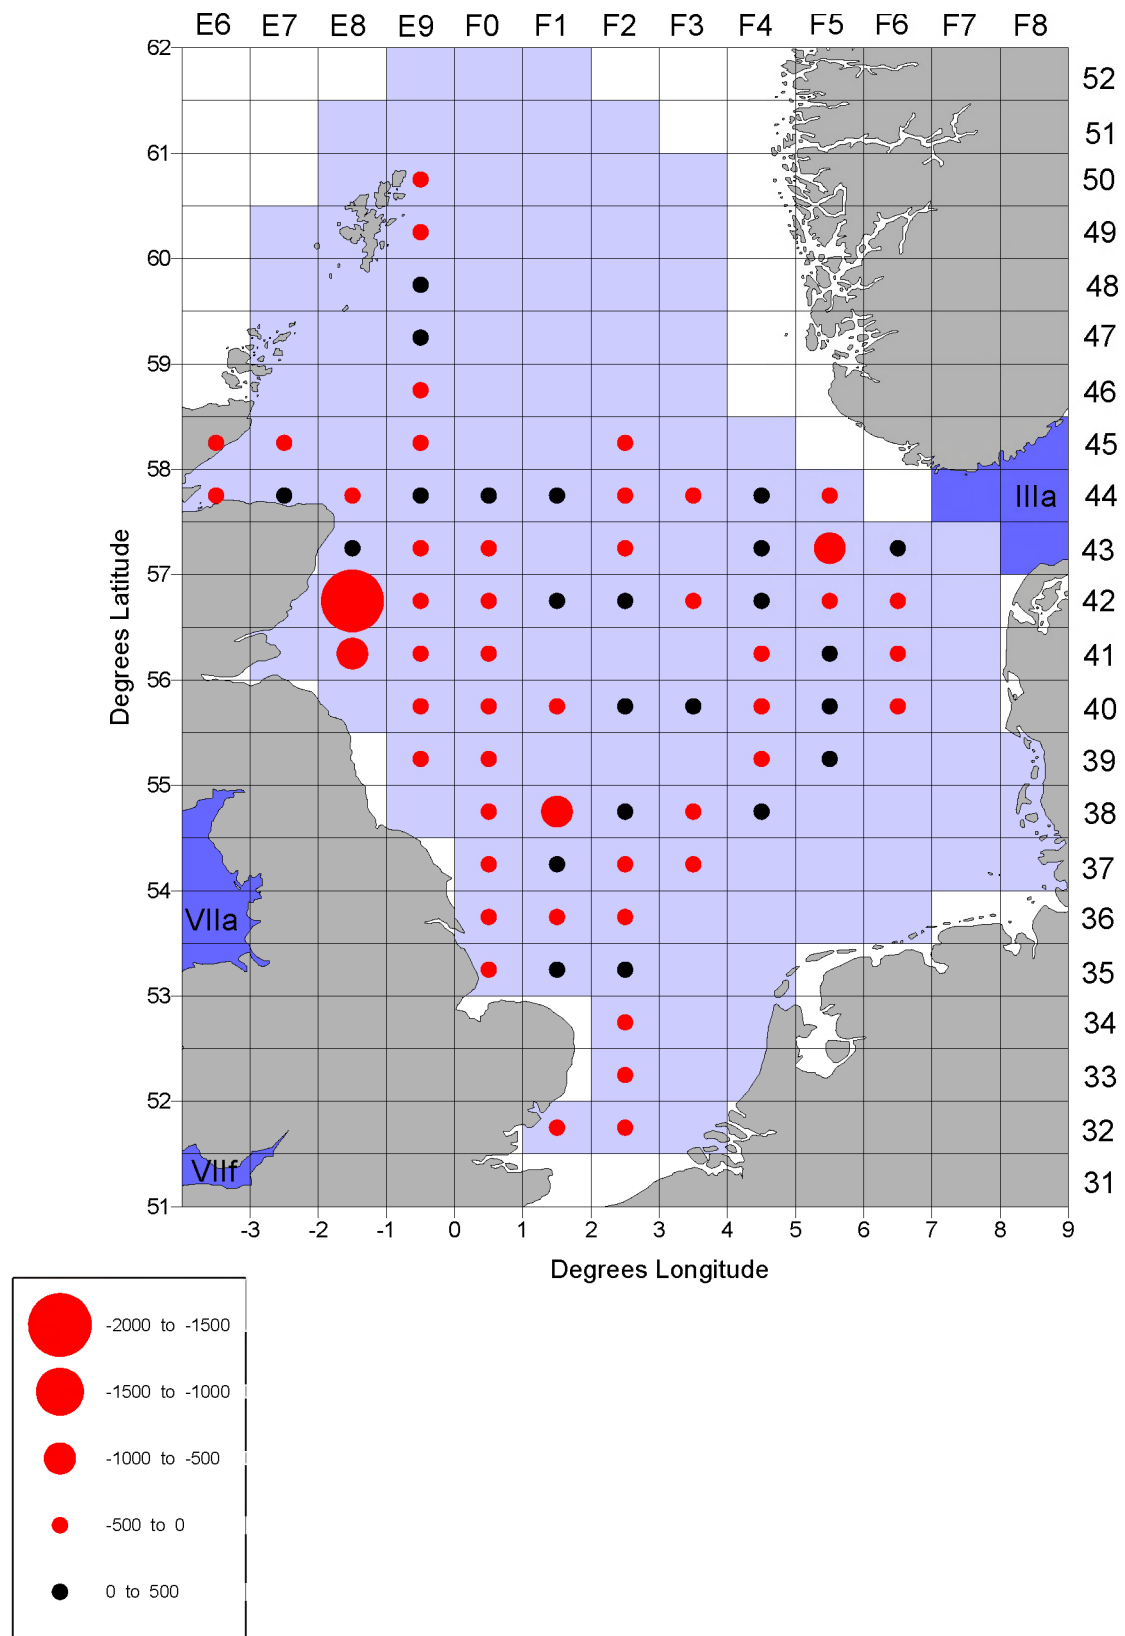 E6 E7 E8 E9 F0 F1 F2 F3 F4 F5 F6 F7 F8
62
52
51
61
50
49
60
48
47
59
46
45
58
44
IIIa
43
57
42
41
56
40
39
55
38
37
54
36
VIIa
35
53
34
33
52
32
31
VIIf
51
Degrees Latitude
-3 -2 -1 0 1 2 3 4 5 6 7 8 9
Degrees Longitude
-2000 to -1500
-1500 to -1000
-1000 to -500
-500 to 0
0 to 500